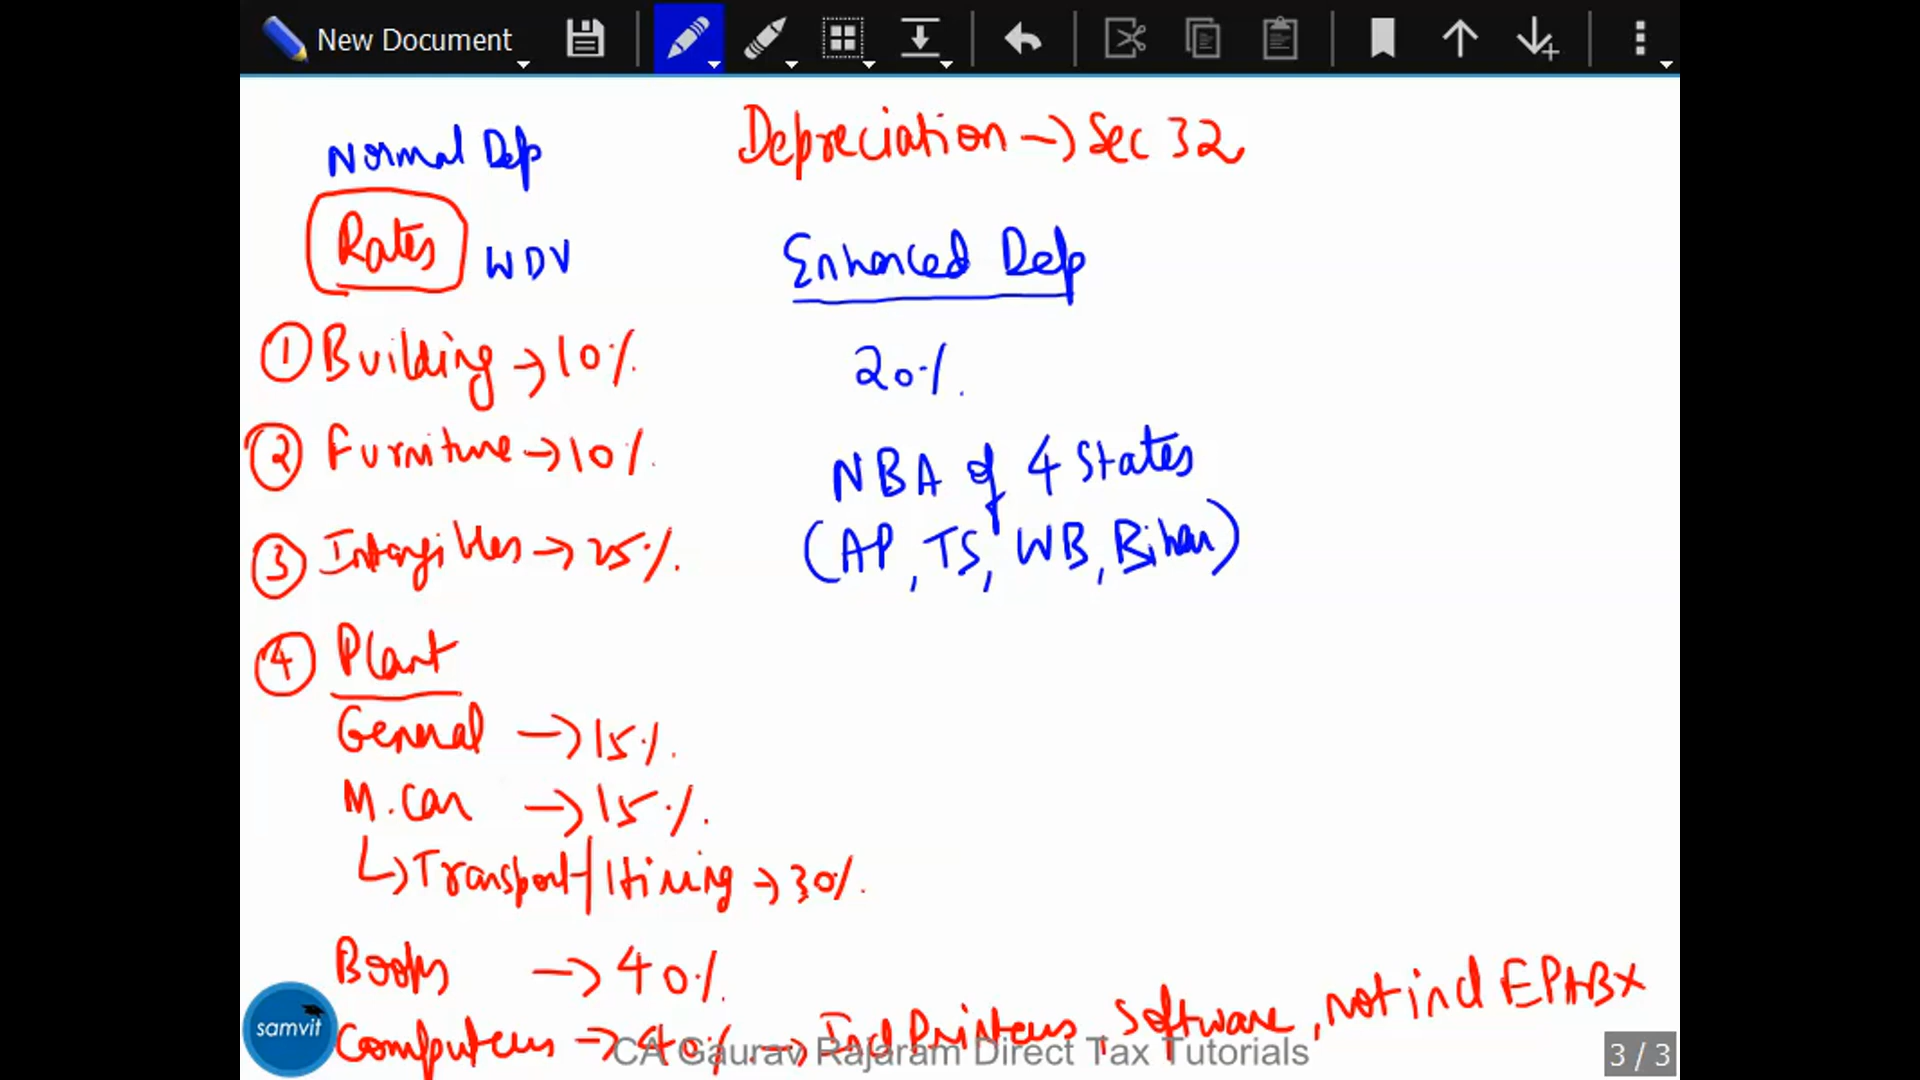 New Document
Depreciation → Sec 32
Normal Dep
Rates WDV
① Building → 10%.
② Furniture → 10%.
③ Intangibles → 25%.
④ Plant
General → 15%.
M. Car → 15%.
↳ Transport/Hiring → 30%.
Books → 40%.
Computers → 40%. → Incl Printers, Software, not incl EPABX
Enhanced Dep
20%.
NBA of 4 States
(AP, TS, WB, Bihar)
samvit
CA Gaurav Rajaram Direct Tax Tutorials
3 / 3